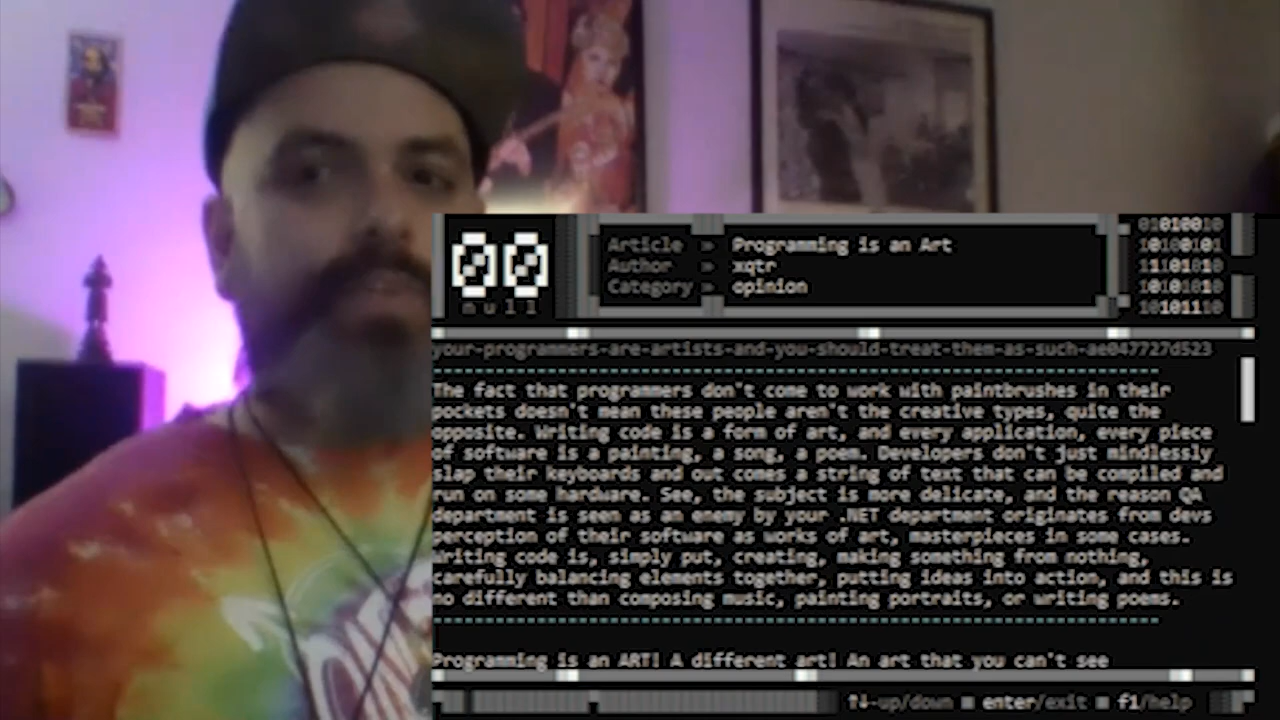 00
null
Article » Programming is an Art
Author » xqtr
Category » opinion
01010010
10100101
11101010
10101010
10101110
your-programmers-are-artists-and-you-should-treat-them-as-such-ae047727d523
The fact that programmers don't come to work with paintbrushes in their
pockets doesn't mean these people aren't the creative types, quite the
opposite. Writing code is a form of art, and every application, every piece
of software is a painting, a song, a poem. Developers don't just mindlessly
slap their keyboards and out comes a string of text that can be compiled and
run on some hardware. See, the subject is more delicate, and the reason QA
department is seen as an enemy by your .NET department originates from devs
perception of their software as works of art, masterpieces in some cases.
Writing code is, simply put, creating, making something from nothing,
carefully balancing elements together, putting ideas into action, and this is
no different than composing music, painting portraits, or writing poems.
Programming is an ART! A different art! An art that you can't see
↑↓-up/down ■ enter/exit ■ f1/help